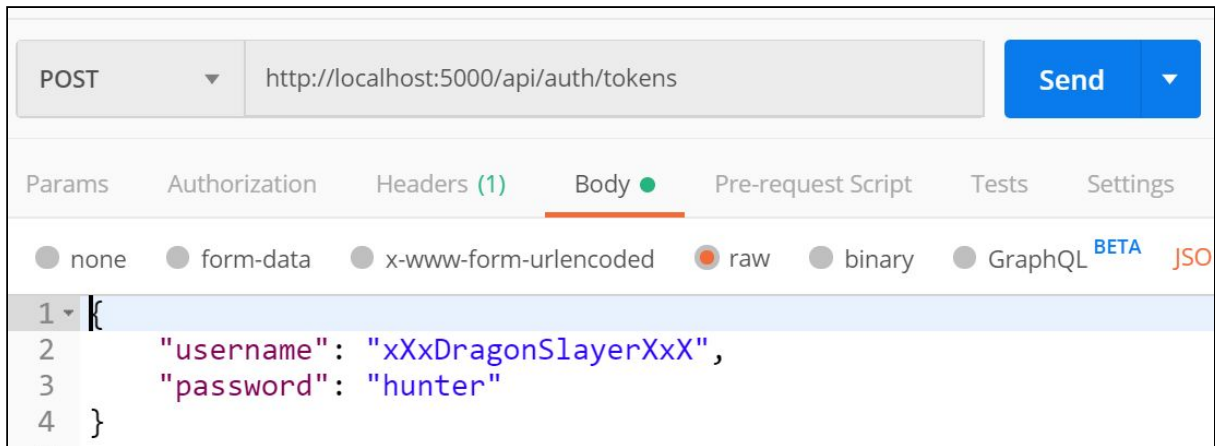 POST http://localhost:5000/api/auth/tokens Send
Params Authorization Headers (1) Body Pre-request Script Tests Settings
none form-data x-www-form-urlencoded raw binary GraphQL BETA JSO
1 {
2 "username": "xXxDragonSlayerXxX",
3 "password": "hunter"
4 }